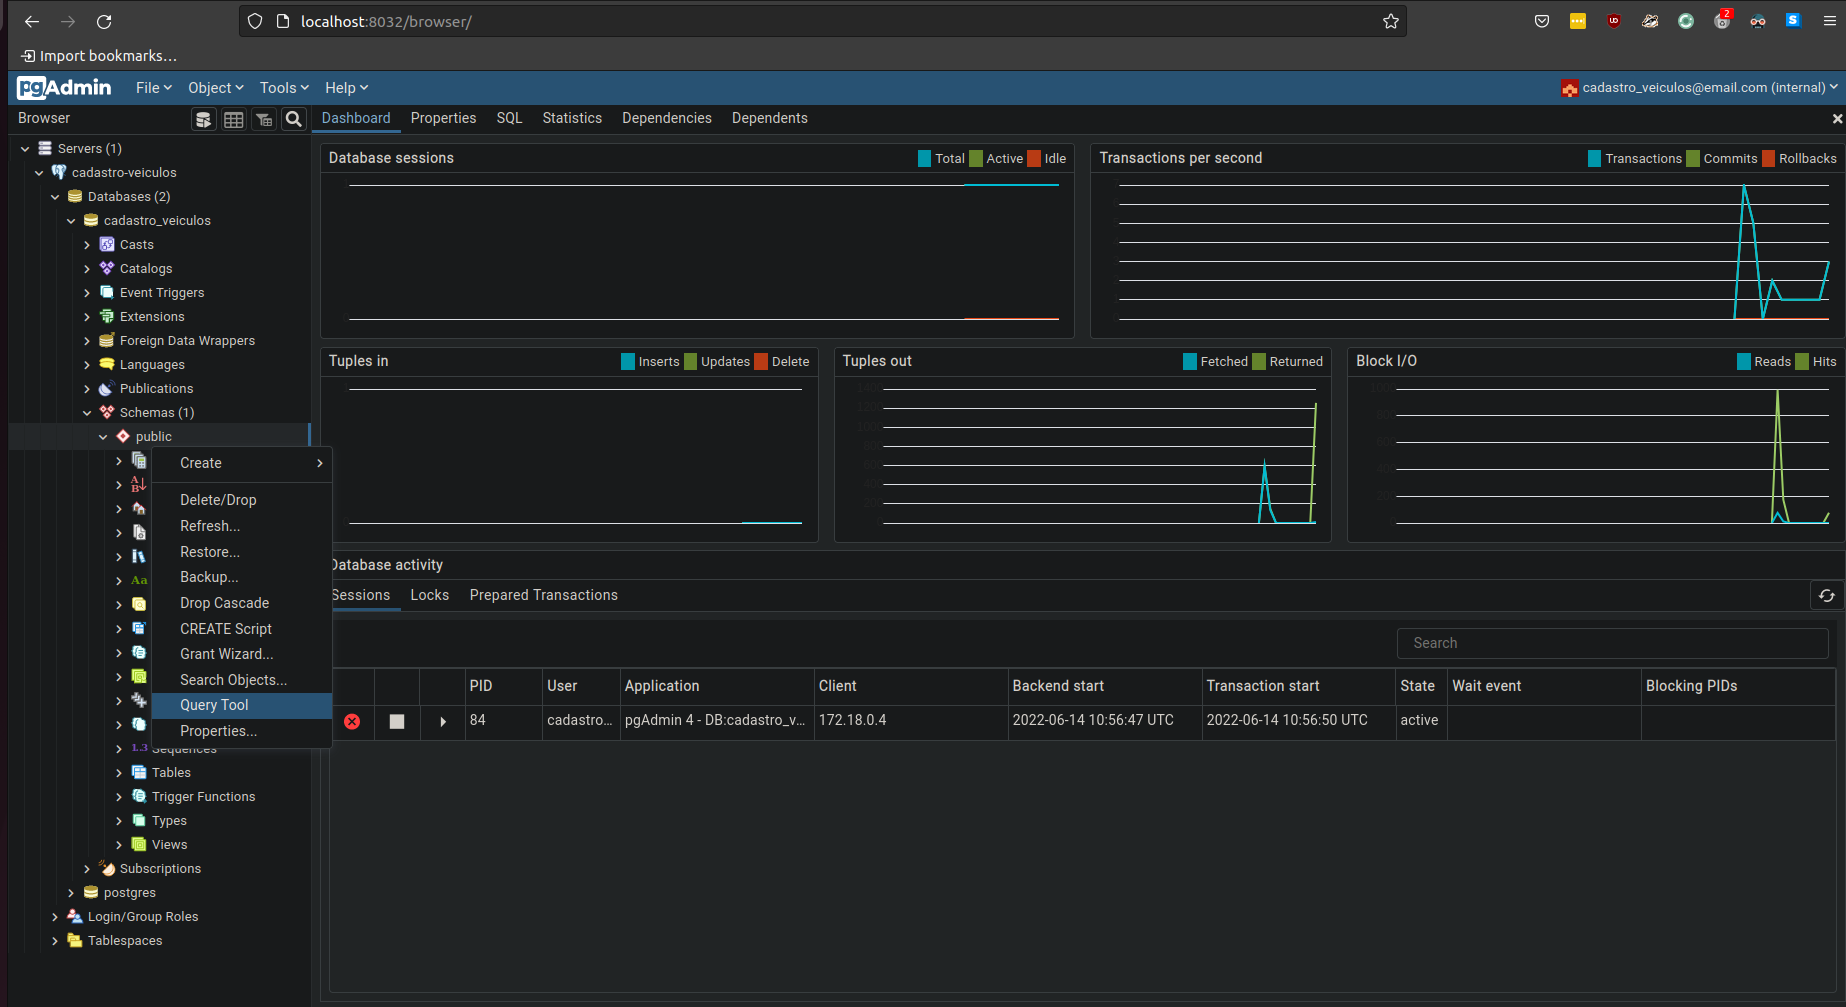 localhost:8032/browser/
2
Import bookmarks…
pgAdmin File Object Tools Help cadastro_veiculos@email.com (internal)
Browser Dashboard Properties SQL Statistics Dependencies Dependents
Servers (1)
cadastro-veiculos
Databases (2)
cadastro_veiculos
Casts
Catalogs
Event Triggers
Extensions
Foreign Data Wrappers
Languages
Publications
Schemas (1)
public
Create
Delete/Drop
Refresh...
Restore...
Backup...
Drop Cascade
CREATE Script
Grant Wizard...
Search Objects...
Query Tool
Properties...
Sequences
Tables
Trigger Functions
Types
Views
Subscriptions
postgres
Login/Group Roles
Tablespaces
Database sessions Total Active Idle
Transactions per second Transactions Commits Rollbacks
Tuples in Inserts Updates Delete
Tuples out Fetched Returned
Block I/O Reads Hits
Database activity
Sessions Locks Prepared Transactions
Search
PID User Application Client Backend start Transaction start State Wait event Blocking PIDs
84 cadastro... pgAdmin 4 - DB:cadastro_v... 172.18.0.4 2022-06-14 10:56:47 UTC 2022-06-14 10:56:50 UTC active